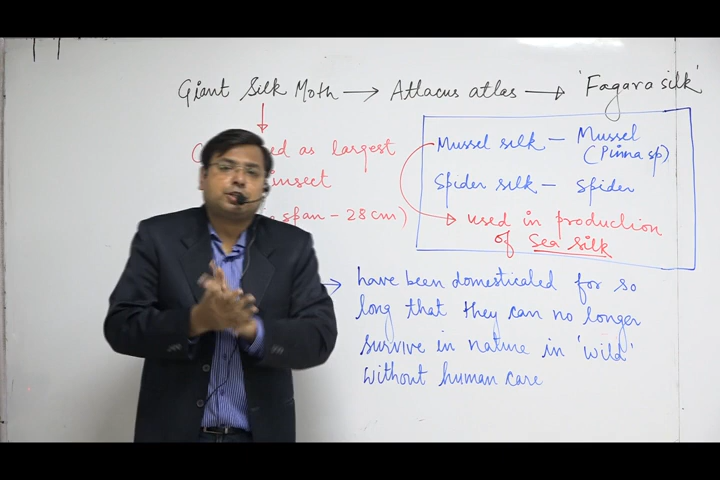 Giant Silk Moth → Attacus atlas → 'Fagara silk'
ed as largest
insect
span - 28 cm)
Mussel silk - Mussel
(Pinna sp)
Spider silk - Spider
used in production
of Sea Silk
→ have been domesticated for so
long that they can no longer
survive in nature in 'wild'
without human care